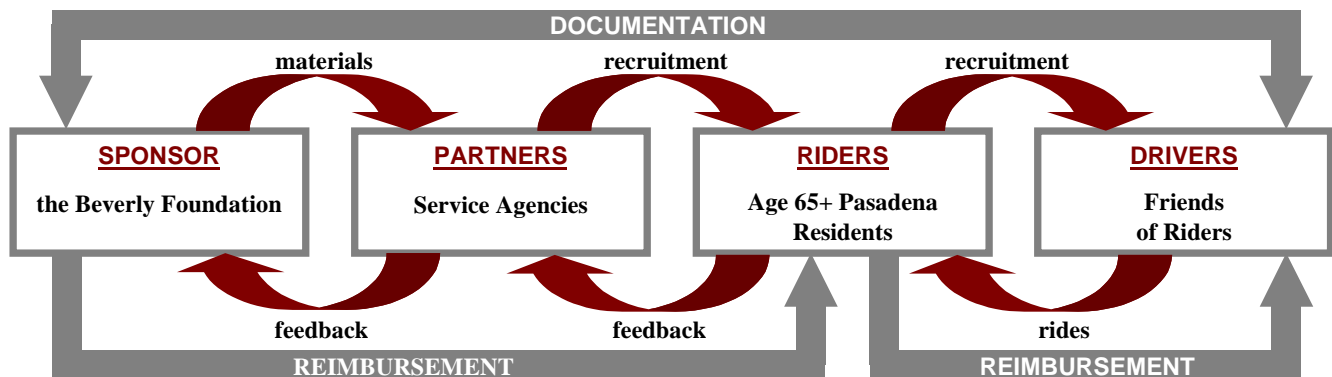 DOCUMENTATION
materials
recruitment
recruitment
SPONSOR
the Beverly Foundation
PARTNERS
Service Agencies
RIDERS
Age 65+ Pasadena
Residents
DRIVERS
Friends
of Riders
feedback
feedback
rides
REIMBURSEMENT
REIMBURSEMENT